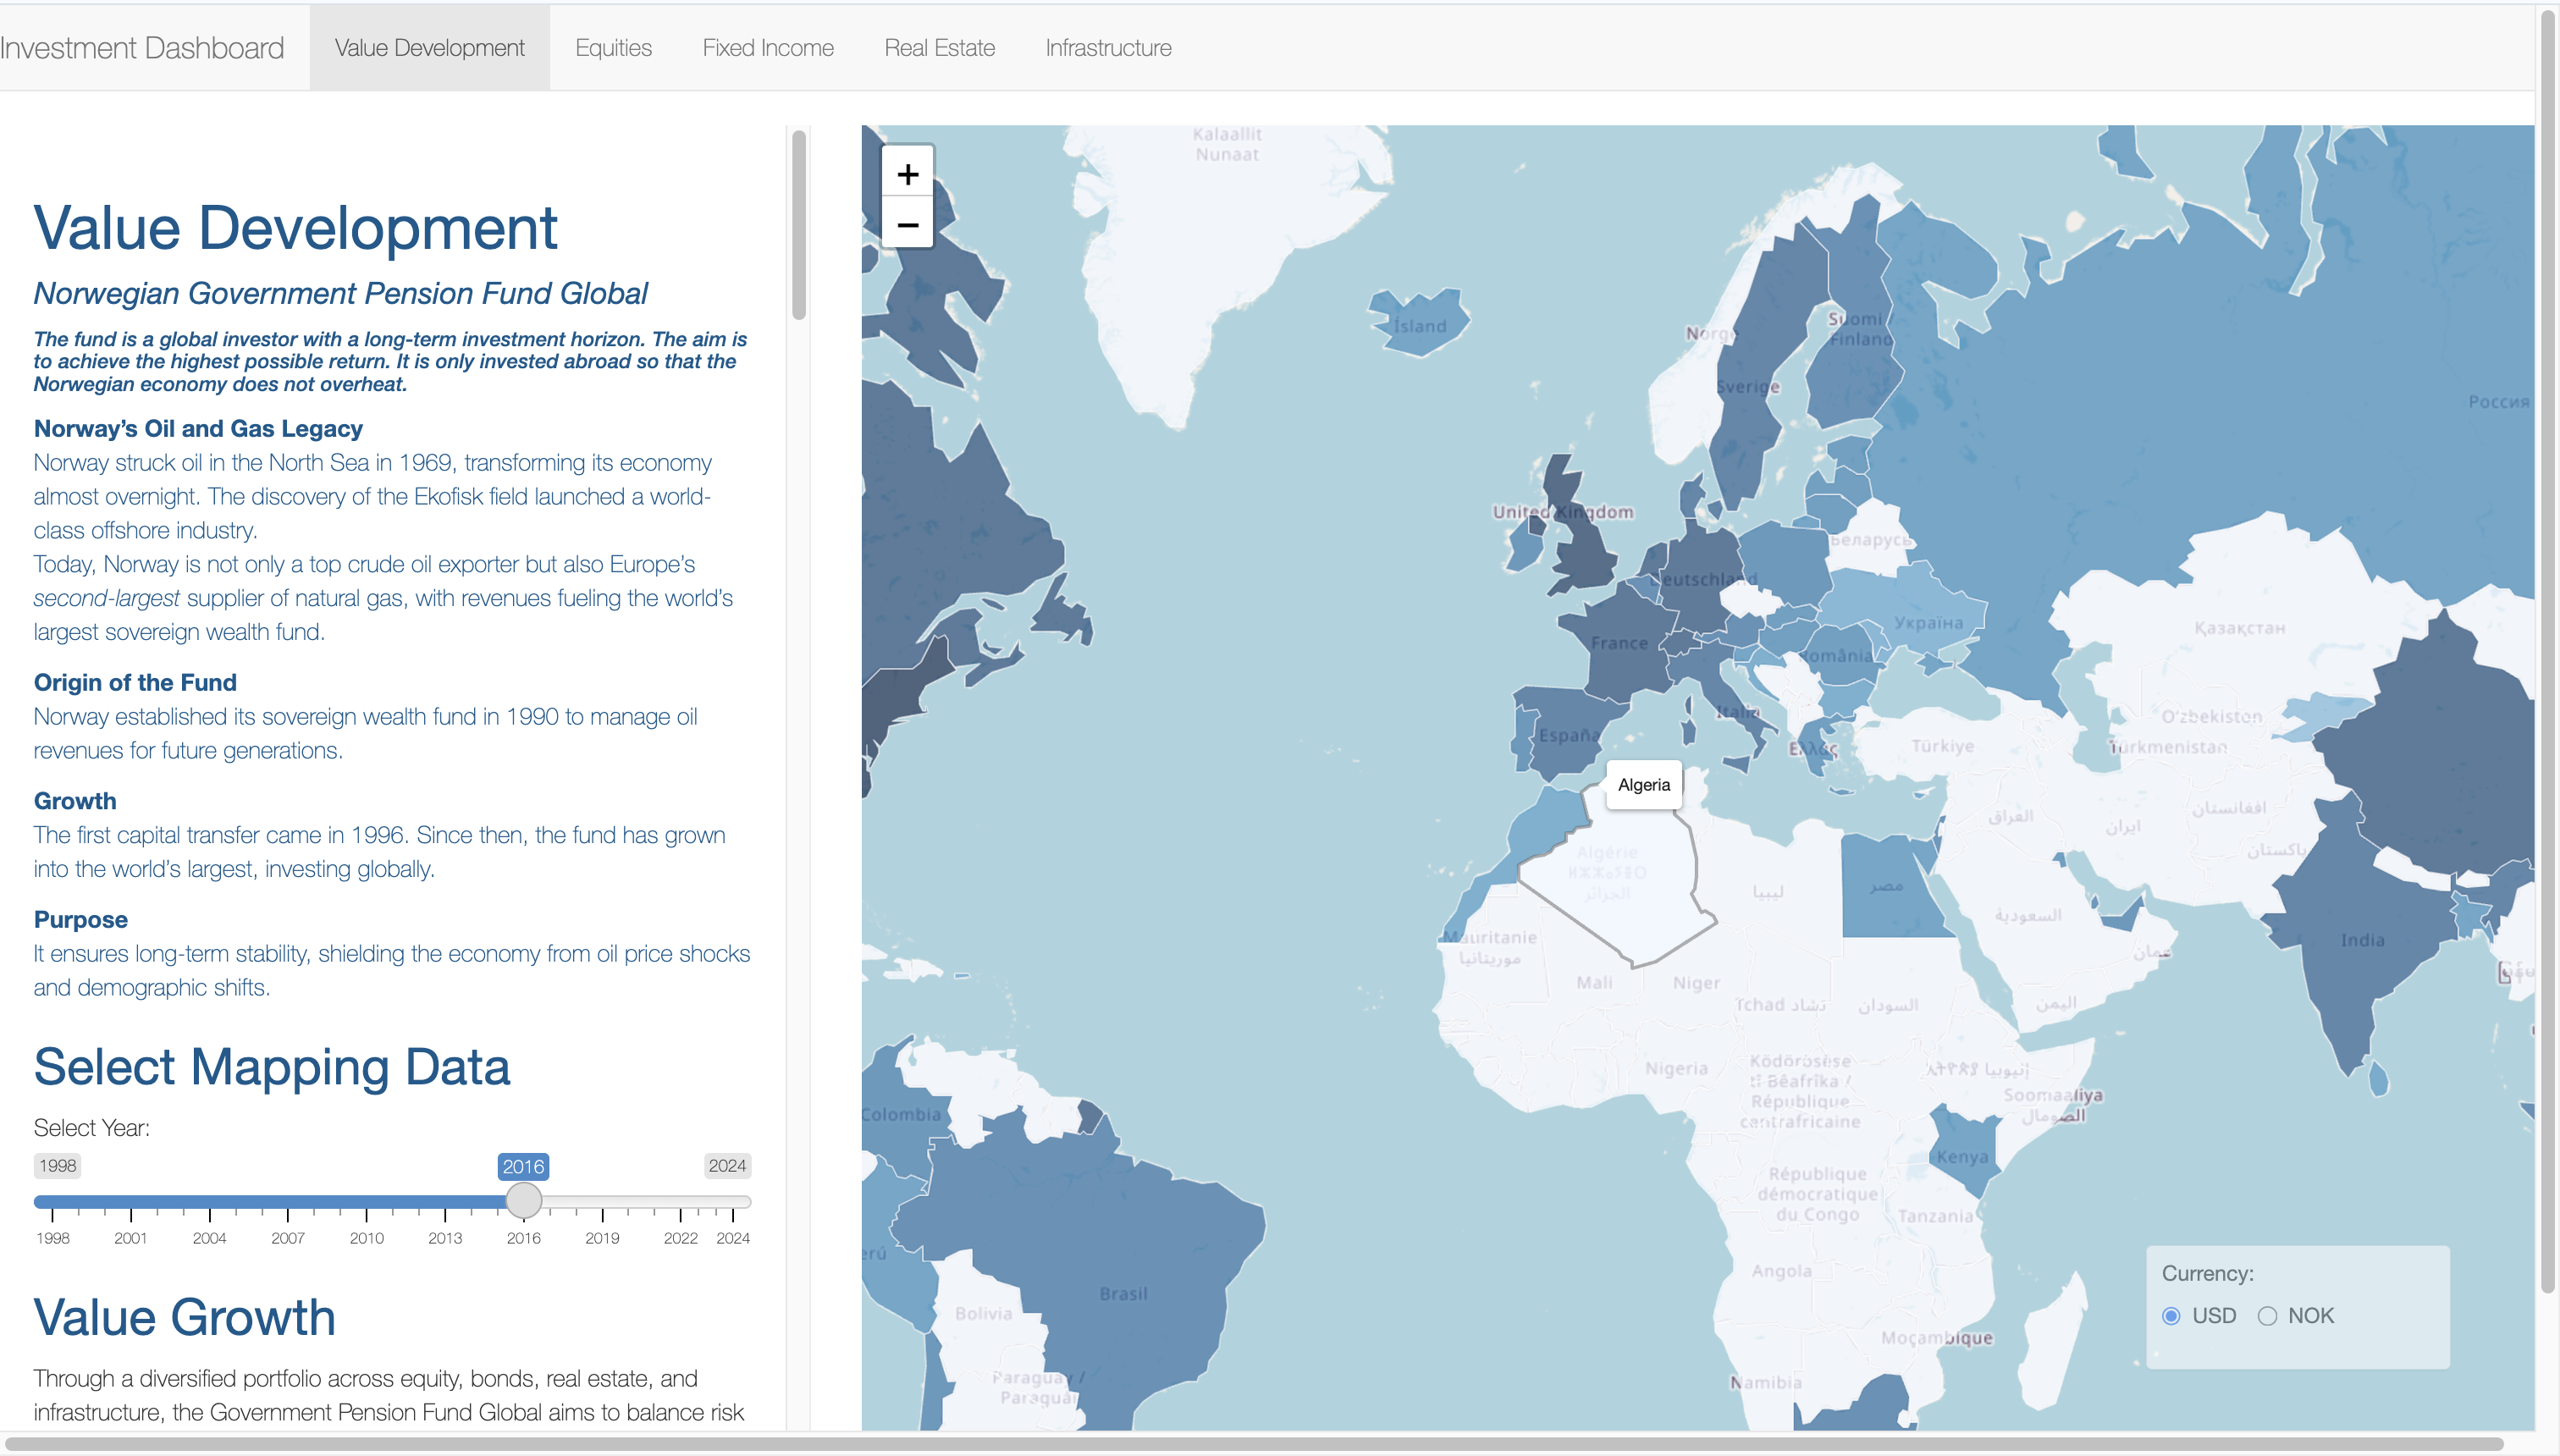 Investment Dashboard
Value Development
Equities
Fixed Income
Real Estate
Infrastructure
Value Development
Norwegian Government Pension Fund Global
The fund is a global investor with a long-term investment horizon. The aim is
to achieve the highest possible return. It is only invested abroad so that the
Norwegian economy does not overheat.
Norway’s Oil and Gas Legacy
Norway struck oil in the North Sea in 1969, transforming its economy
almost overnight. The discovery of the Ekofisk field launched a world-
class offshore industry.
Today, Norway is not only a top crude oil exporter but also Europe’s
second-largest supplier of natural gas, with revenues fueling the world’s
largest sovereign wealth fund.
Origin of the Fund
Norway established its sovereign wealth fund in 1990 to manage oil
revenues for future generations.
Growth
The first capital transfer came in 1996. Since then, the fund has grown
into the world’s largest, investing globally.
Purpose
It ensures long-term stability, shielding the economy from oil price shocks
and demographic shifts.
Select Mapping Data
Select Year:
1998
2016
2024
1998 2001 2004 2007 2010 2013 2016 2019 2022 2024
Value Growth
Through a diversified portfolio across equity, bonds, real estate, and
infrastructure, the Government Pension Fund Global aims to balance risk
+
−
Kalaallit
Nunaat
Ísland
Norge
Suomi /
Finland
Sverige
Россия
United Kingdom
Беларусь
Deutschland
Україна
France
România
Қазақстан
Italia
España
Ελλάς
Türkiye
O'zbekiston
Türkmenistan
Algeria
Algérie
الجزائر
ليبيا
مصر
العراق
ایران
افغانستان
پاکستان
السعودية
عمان
اليمن
India
Mauritanie
موريتانيا
Mali
Niger
Tchad تشاد
السودان
Nigeria
Ködörösêse
tî Bêafrîka /
République
centrafricaine
ኢትዮጵያ إثيوبيا
Soomaaliya
الصومال
Kenya
République
démocratique
du Congo
Tanzania
Angola
Moçambique
Namibia
Colombia
erú
Brasil
Bolivia
Paraguay /
Paraguái
Currency:
USD
NOK